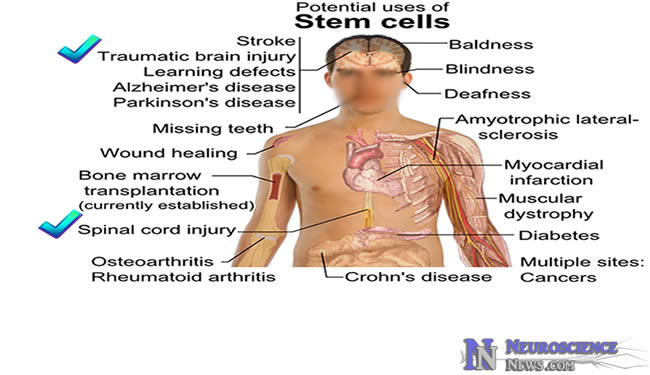 Potential uses of
Stem cells
Stroke
Traumatic brain injury
Learning defects
Alzheimer's disease
Parkinson's disease
Missing teeth
Wound healing
Bone marrow
transplantation
(currently established)
Spinal cord injury
Osteoarthritis
Rheumatoid arthritis
Baldness
Blindness
Deafness
Amyotrophic lateral-
sclerosis
Myocardial
infarction
Muscular
dystrophy
Diabetes
Crohn's disease
Multiple sites:
Cancers
N N
Neuroscience
News.com